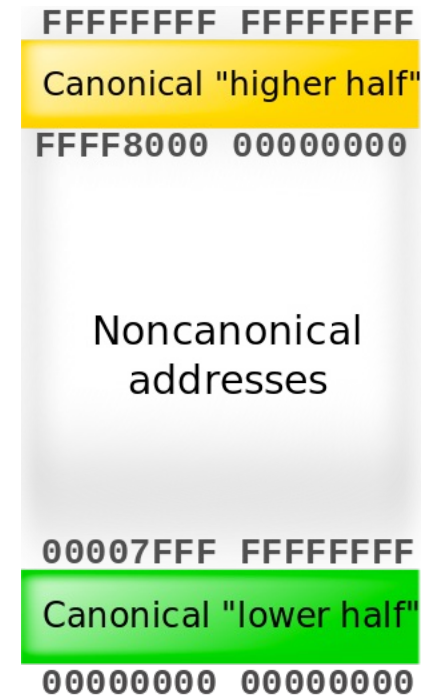 FFFFFFFF FFFFFFFF
Canonical "higher half"
FFFF8000 00000000
Noncanonical
addresses
00007FFF FFFFFFFF
Canonical "lower half"
00000000 00000000